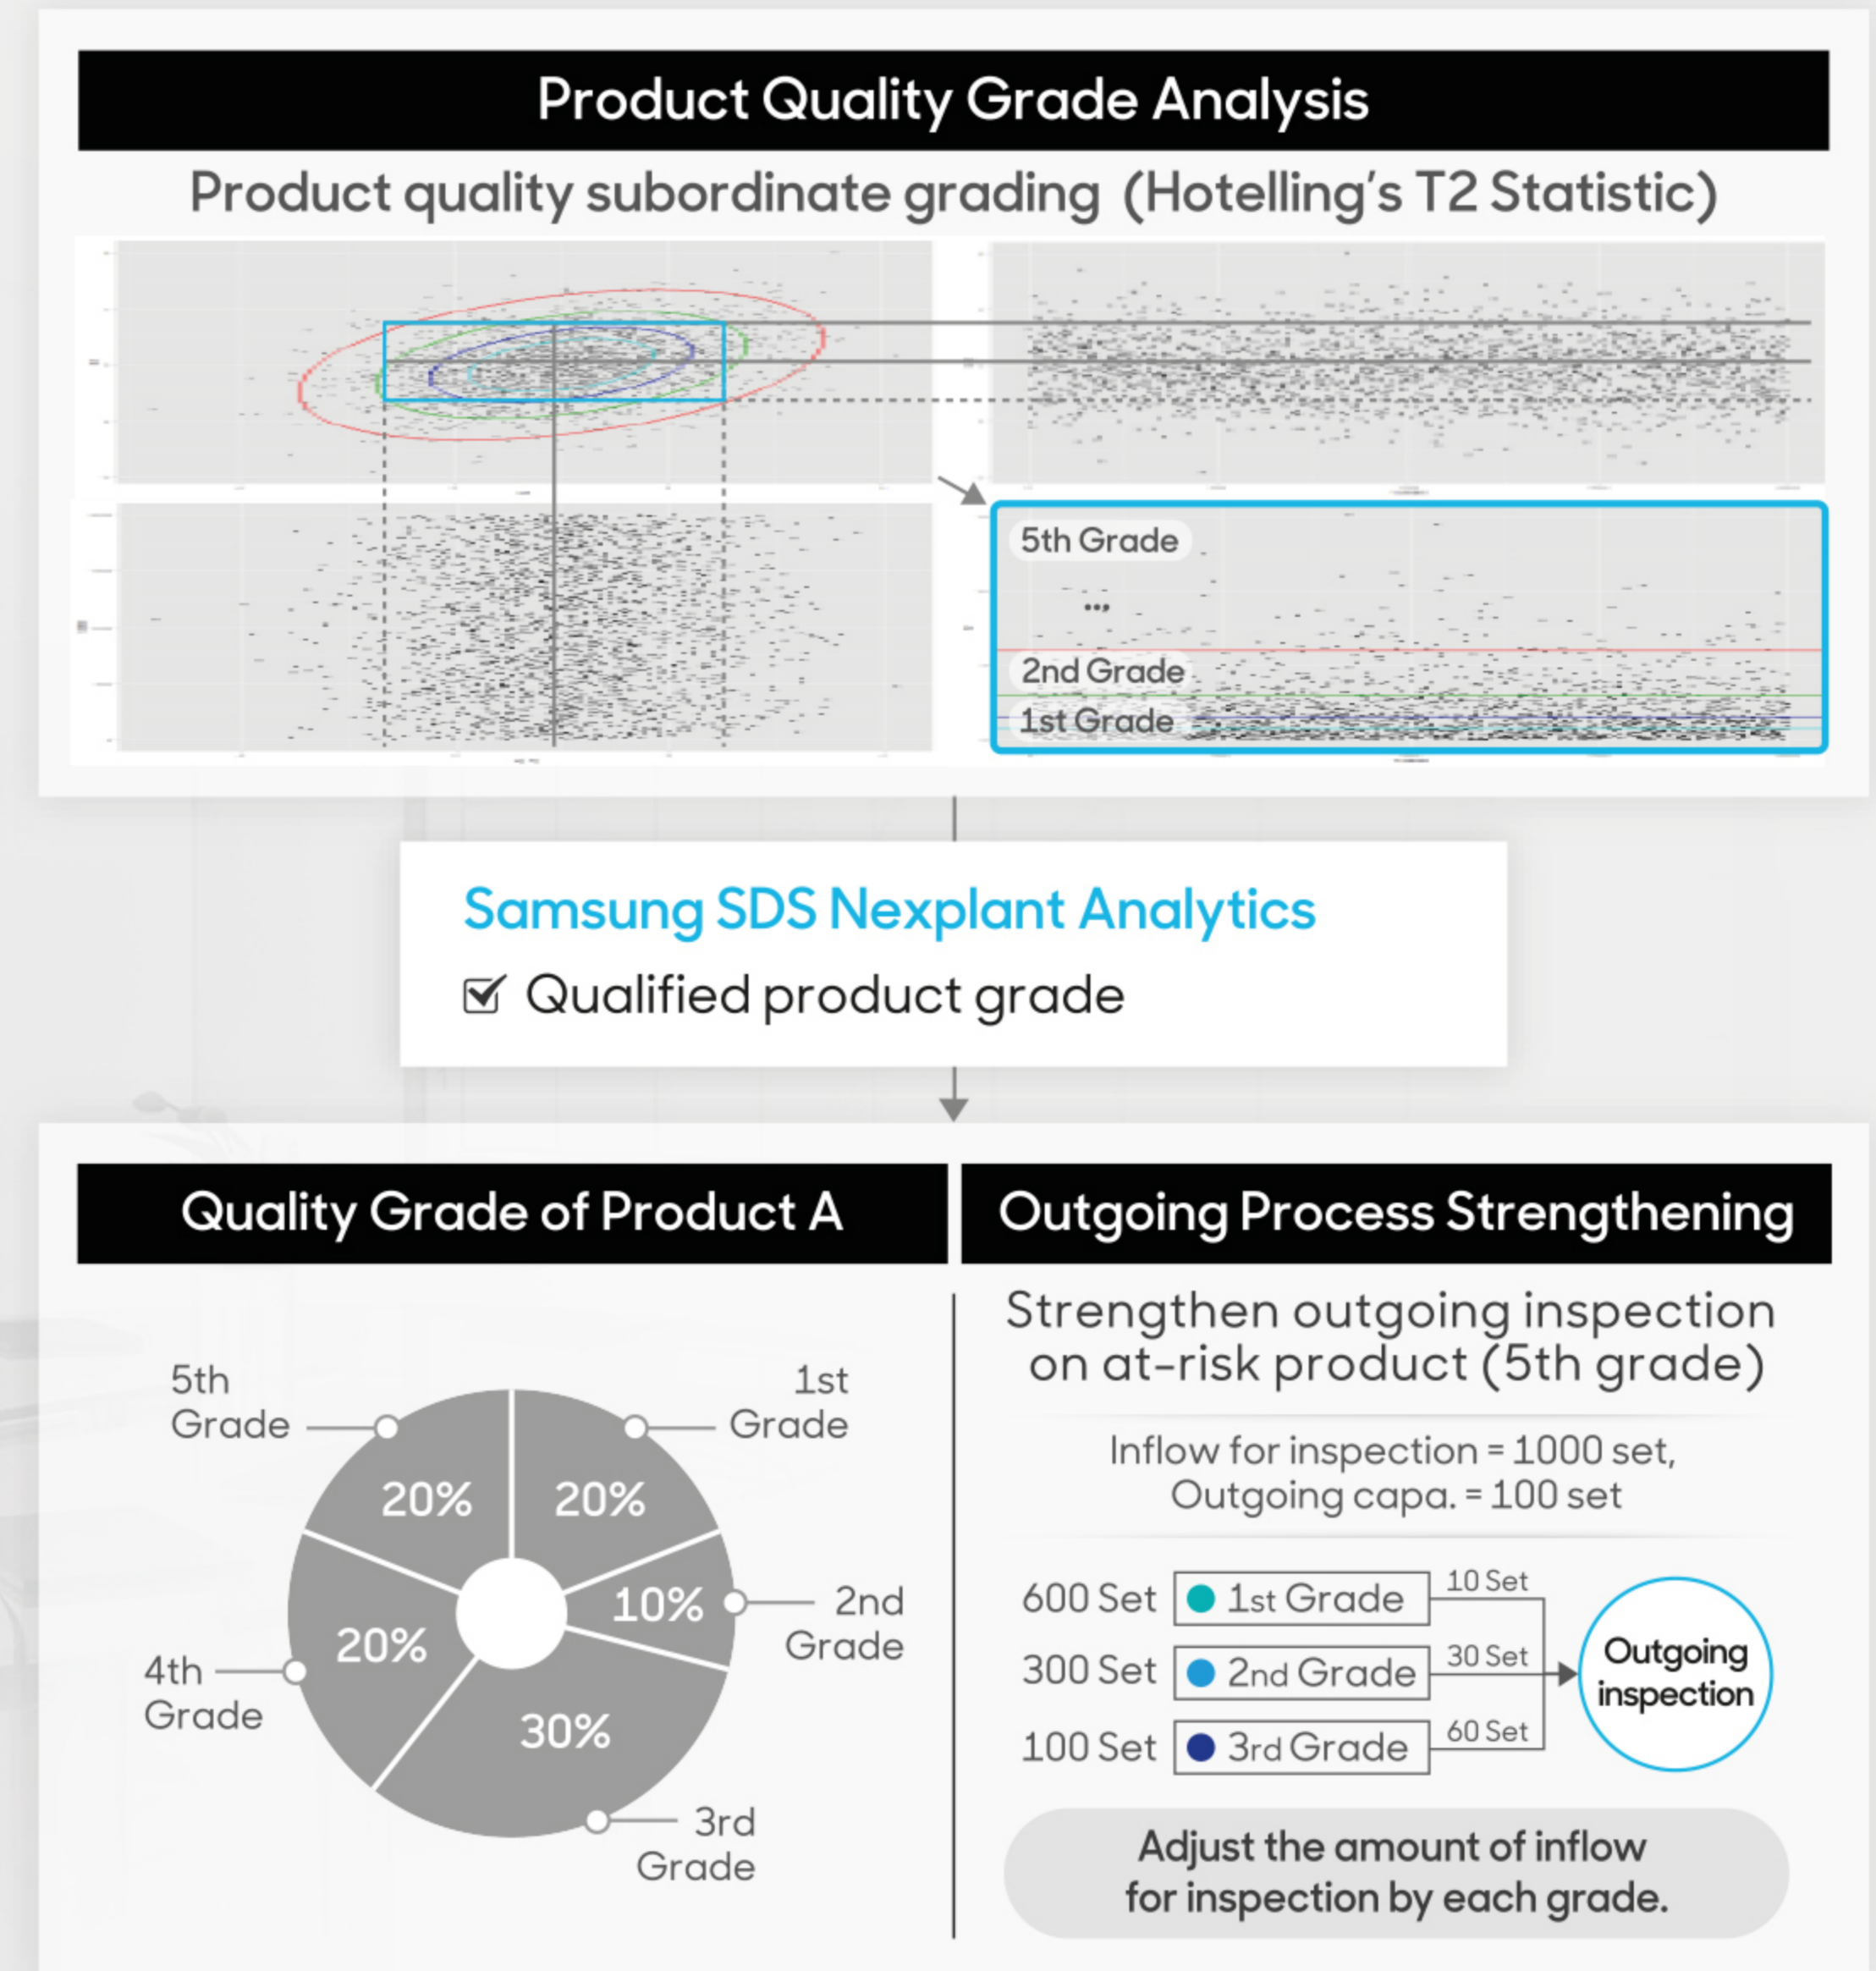 Product Quality Grade Analysis
Product quality subordinate grading (Hotelling's T2 Statistic)
5th Grade
2nd Grade
1st Grade
Samsung SDS Nexplant Analytics
Qualified product grade
Quality Grade of Product A
5th
Grade
1st
Grade
20%
20%
10%
2nd
Grade
20%
4th
Grade
30%
3rd
Grade
Outgoing Process Strengthening
Strengthen outgoing inspection
on at-risk product (5th grade)
Inflow for inspection = 1000 set,
Outgoing capa. = 100 set
600 Set 1st Grade 10 Set
300 Set 2nd Grade 30 Set
100 Set 3rd Grade 60 Set
Outgoing
inspection
Adjust the amount of inflow
for inspection by each grade.